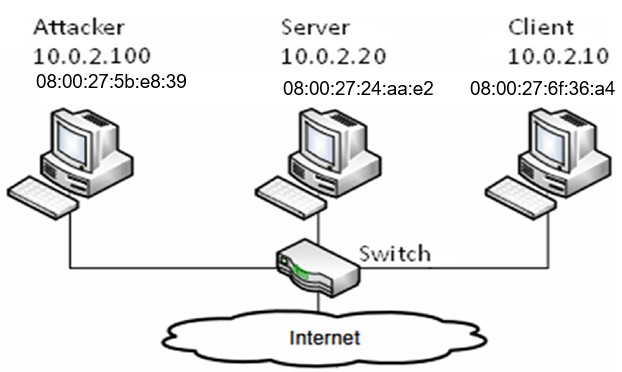 Attacker
10.0.2.100
08:00:27:5b:e8:39
Server
10.0.2.20
08:00:27:24:aa:e2
Client
10.0.2.10
08:00:27:6f:36:a4
Switch
Internet